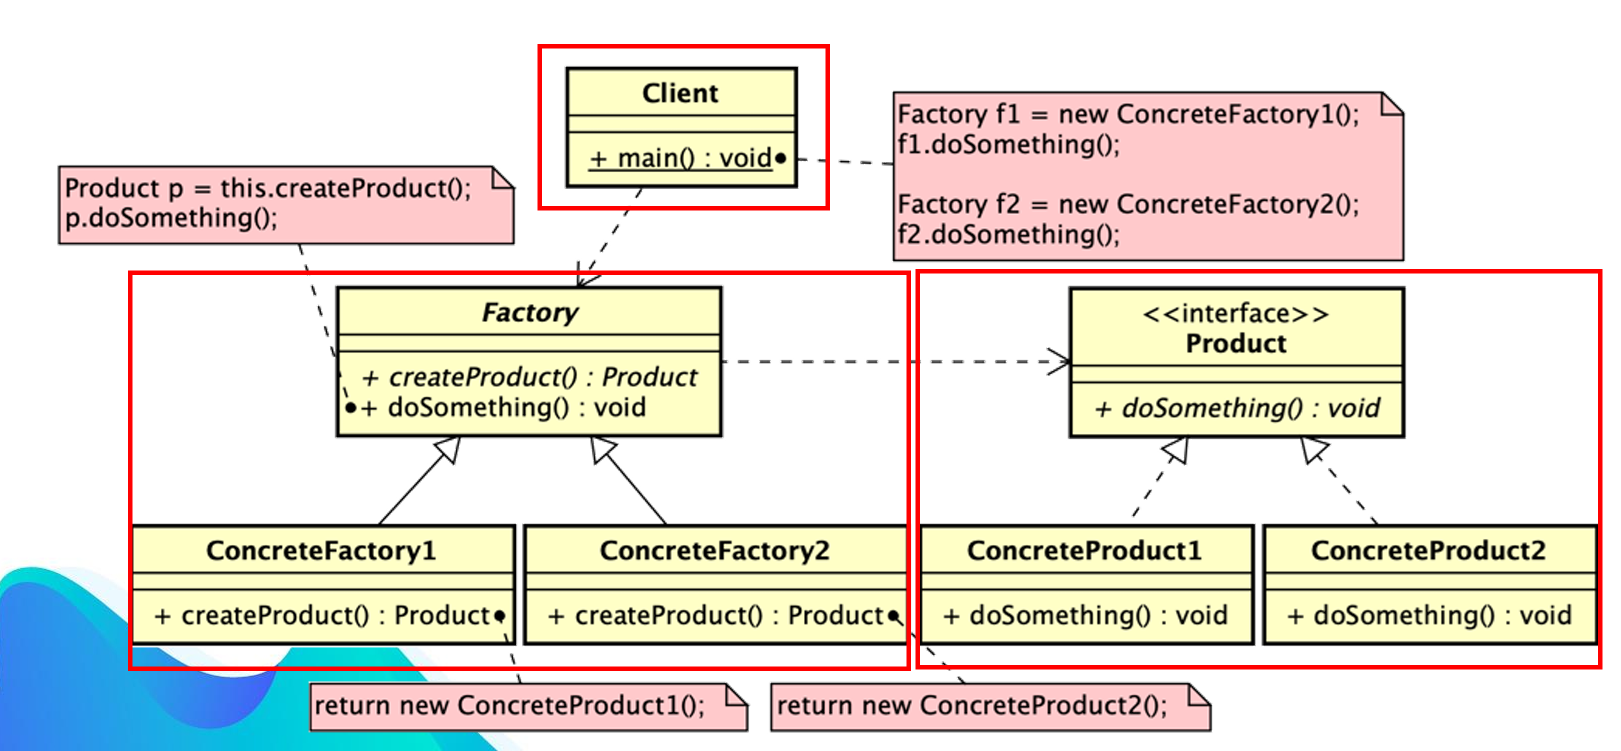 Client
+ main() : void
Factory f1 = new ConcreteFactory1();
f1.doSomething();
Factory f2 = new ConcreteFactory2();
f2.doSomething();
Product p = this.createProduct();
p.doSomething();
Factory
+ createProduct() : Product
+ doSomething() : void
<<interface>>
Product
+ doSomething() : void
ConcreteFactory1
+ createProduct() : Product
ConcreteFactory2
+ createProduct() : Product
ConcreteProduct1
+ doSomething() : void
ConcreteProduct2
+ doSomething() : void
return new ConcreteProduct1();
return new ConcreteProduct2();